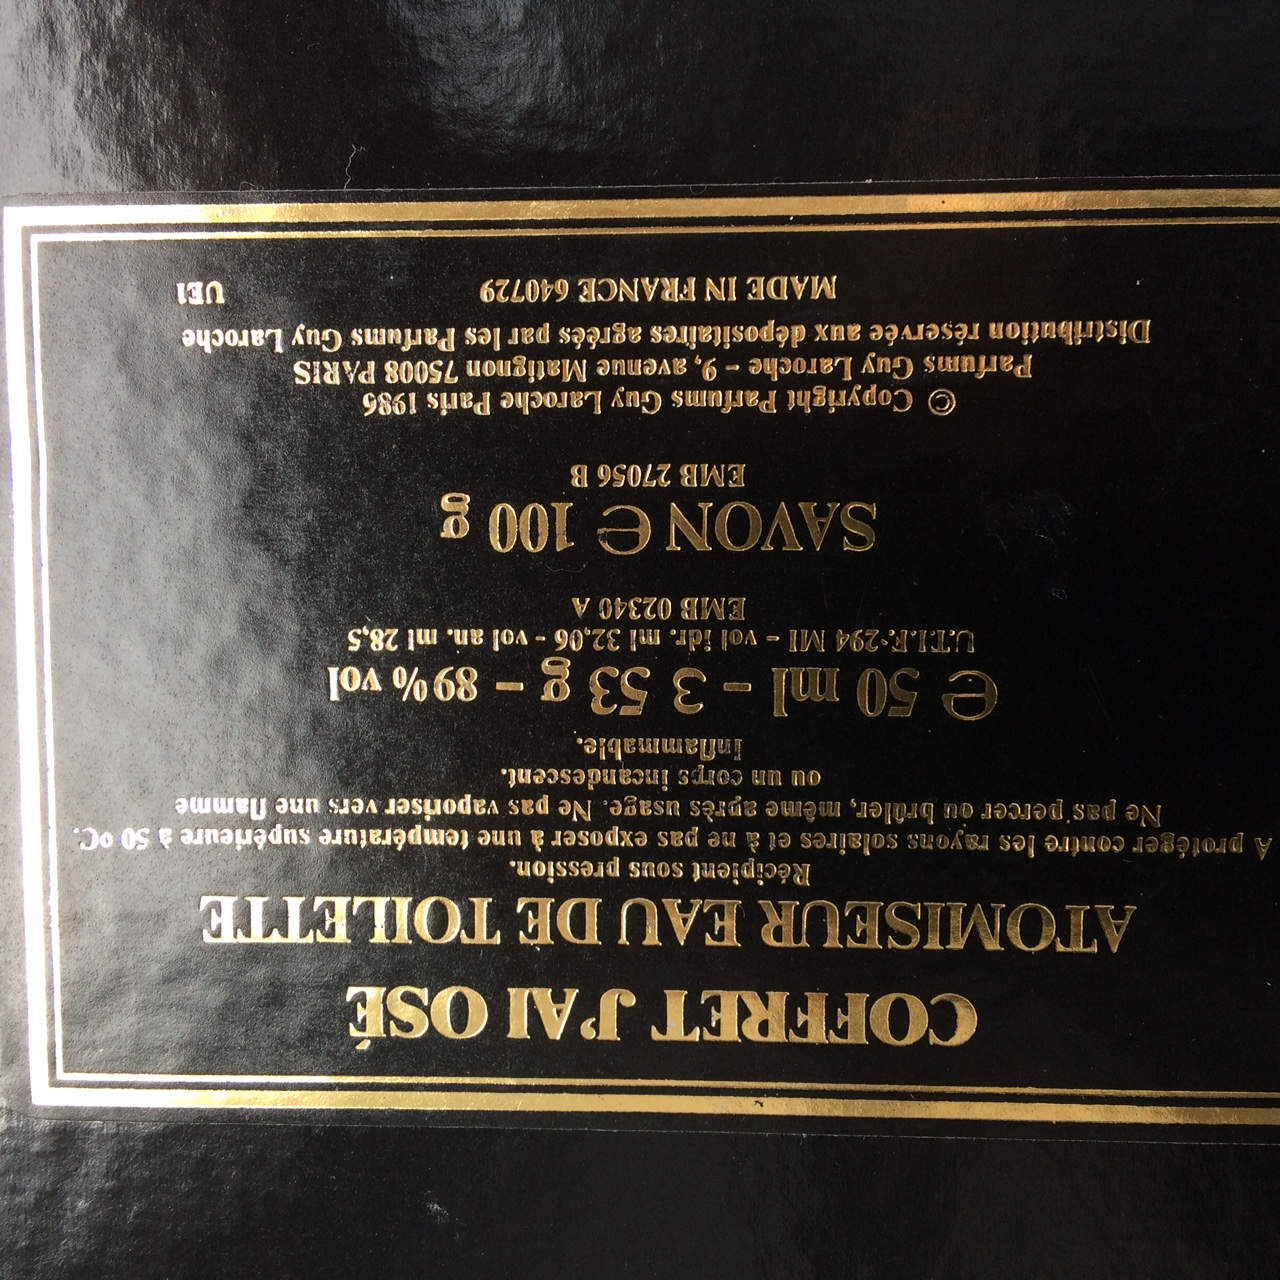 COFFRET J'AI OSÉ
ATOMISEUR EAU DE TOILETTE
Récipient sous pression.
A protéger contre les rayons solaires et à ne pas exposer à une température supérieure à 50 oC.
Ne pas percer ou brûler, même après usage. Ne pas vaporiser vers une flamme
ou un corps incandescent.
Inflammable.
℮ 50 ml – 3 53 g – 89% vol
U.T.I.F. 294 MI – vol idr. ml 32,06 - vol an. ml 28,5
EMB 02340 A
SAVON ℮ 100 g
EMB 27056 B
© Copyright Parfums Guy Laroche Paris 1986
Parfums Guy Laroche – 9, avenue Matignon 75008 PARIS
Distribution réservée aux dépositaires agréés par les Parfums Guy Laroche
MADE IN FRANCE 640729 UE1